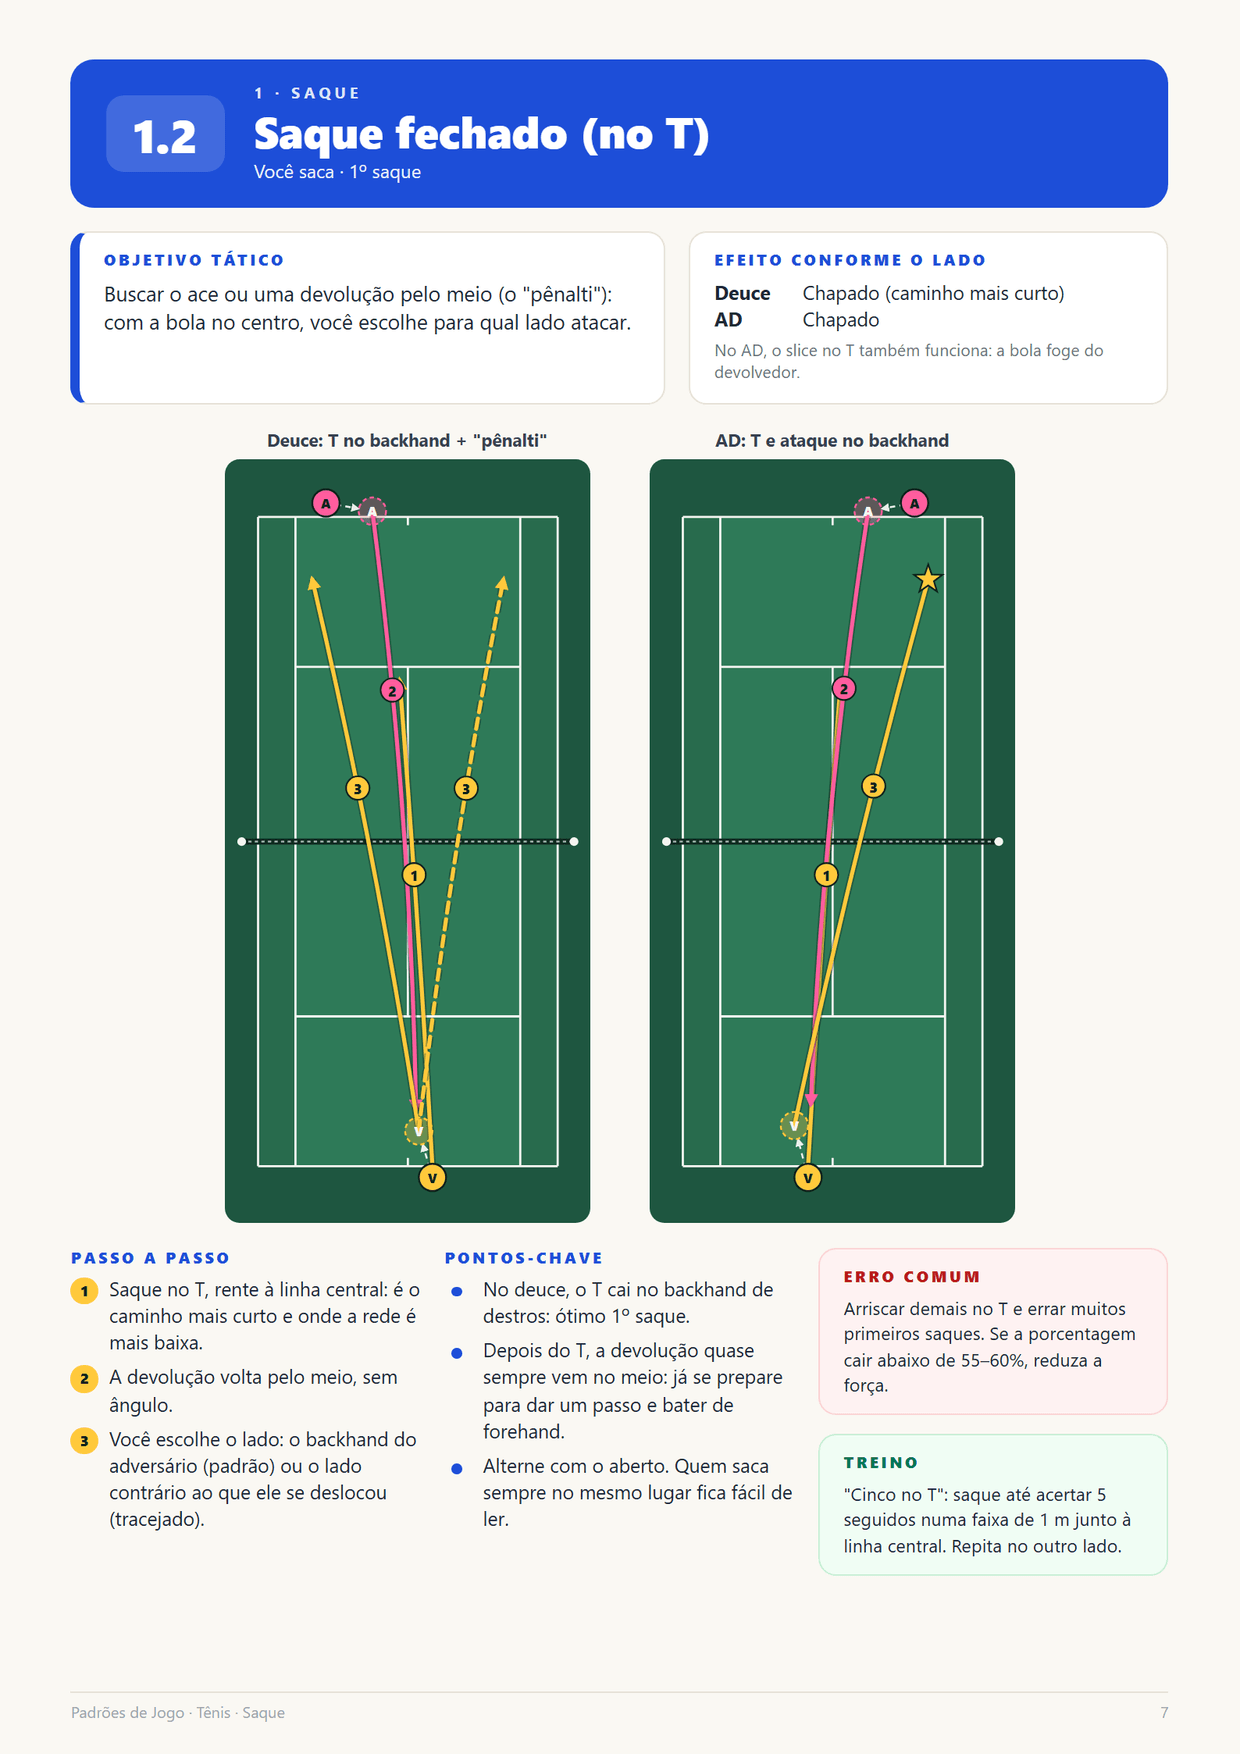 1 · SAQUE
1.2
Saque fechado (no T)
Você saca · 1º saque
OBJETIVO TÁTICO
Buscar o ace ou uma devolução pelo meio (o "pênalti"):
com a bola no centro, você escolhe para qual lado atacar.
EFEITO CONFORME O LADO
Deuce Chapado (caminho mais curto)
AD Chapado
No AD, o slice no T também funciona: a bola foge do
devolvedor.
Deuce: T no backhand + "pênalti"
A A
2
3 3
1
V
V
AD: T e ataque no backhand
A A
2
3
1
V
V
PASSO A PASSO
1 Saque no T, rente à linha central: é o
caminho mais curto e onde a rede é
mais baixa.
2 A devolução volta pelo meio, sem
ângulo.
3 Você escolhe o lado: o backhand do
adversário (padrão) ou o lado
contrário ao que ele se deslocou
(tracejado).
PONTOS-CHAVE
No deuce, o T cai no backhand de
destros: ótimo 1º saque.
Depois do T, a devolução quase
sempre vem no meio: já se prepare
para dar um passo e bater de
forehand.
Alterne com o aberto. Quem saca
sempre no mesmo lugar fica fácil de
ler.
ERRO COMUM
Arriscar demais no T e errar muitos
primeiros saques. Se a porcentagem
cair abaixo de 55–60%, reduza a
força.
TREINO
"Cinco no T": saque até acertar 5
seguidos numa faixa de 1 m junto à
linha central. Repita no outro lado.
Padrões de Jogo · Tênis · Saque
7